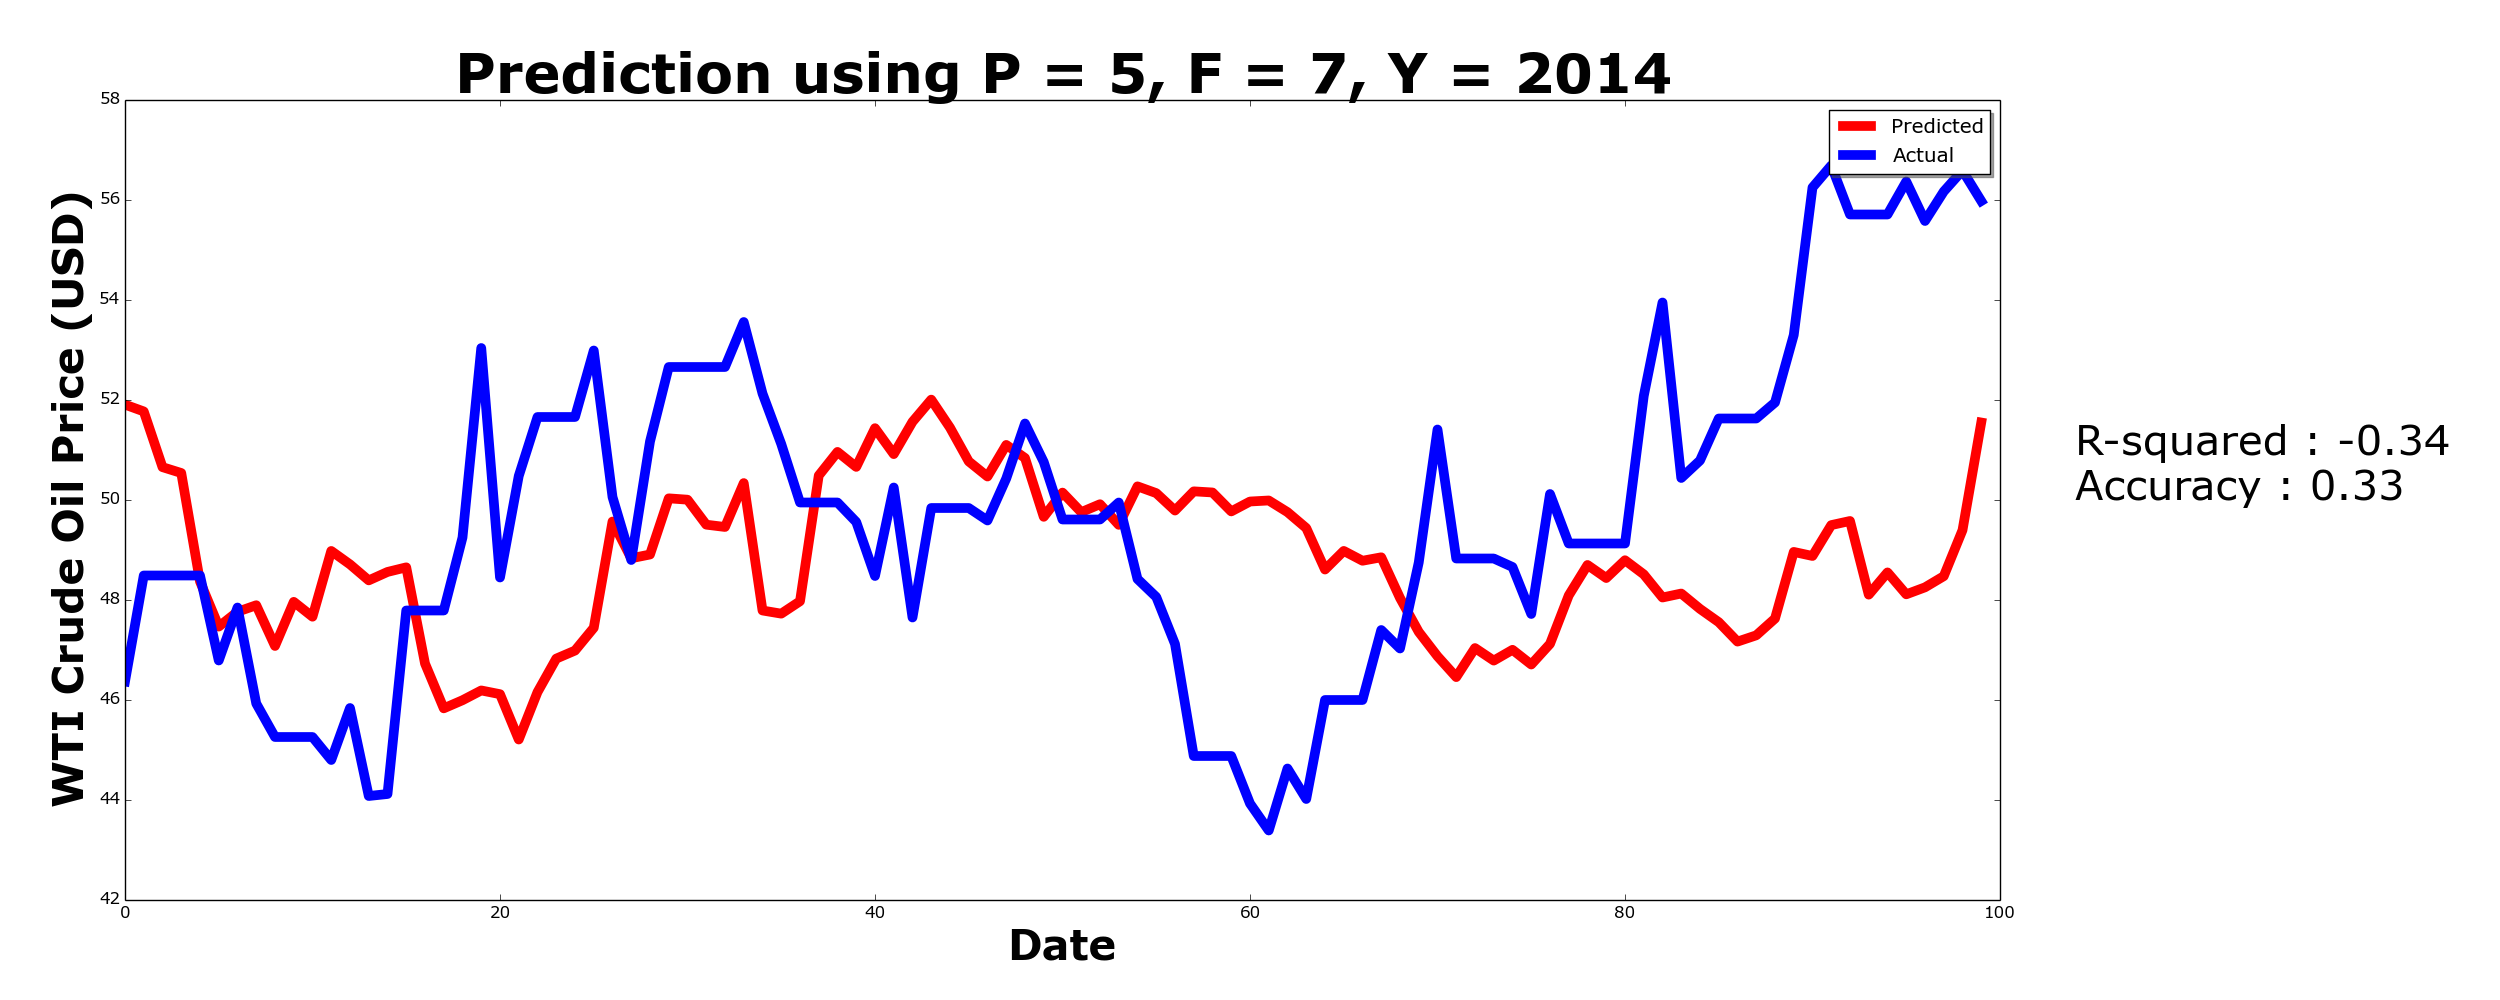 Prediction using P = 5, F = 7, Y = 2014
58
56
54
52
50
48
46
44
42
WTI Crude Oil Price (USD)
Predicted
Actual
R-squared : -0.34
Accuracy : 0.33
0 20 40 60 80 100
Date